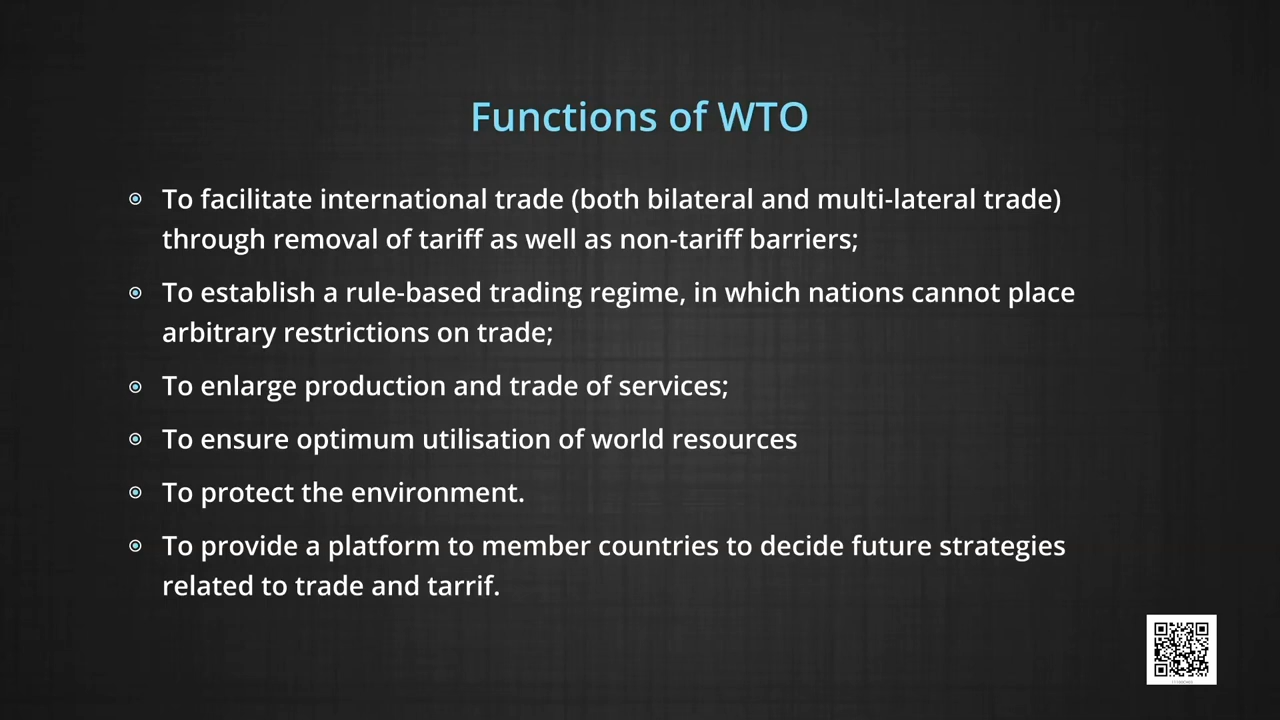 Functions of WTO
To facilitate international trade (both bilateral and multi-lateral trade)
through removal of tariff as well as non-tariff barriers;
To establish a rule-based trading regime, in which nations cannot place
arbitrary restrictions on trade;
To enlarge production and trade of services;
To ensure optimum utilisation of world resources
To protect the environment.
To provide a platform to member countries to decide future strategies
related to trade and tarrif.